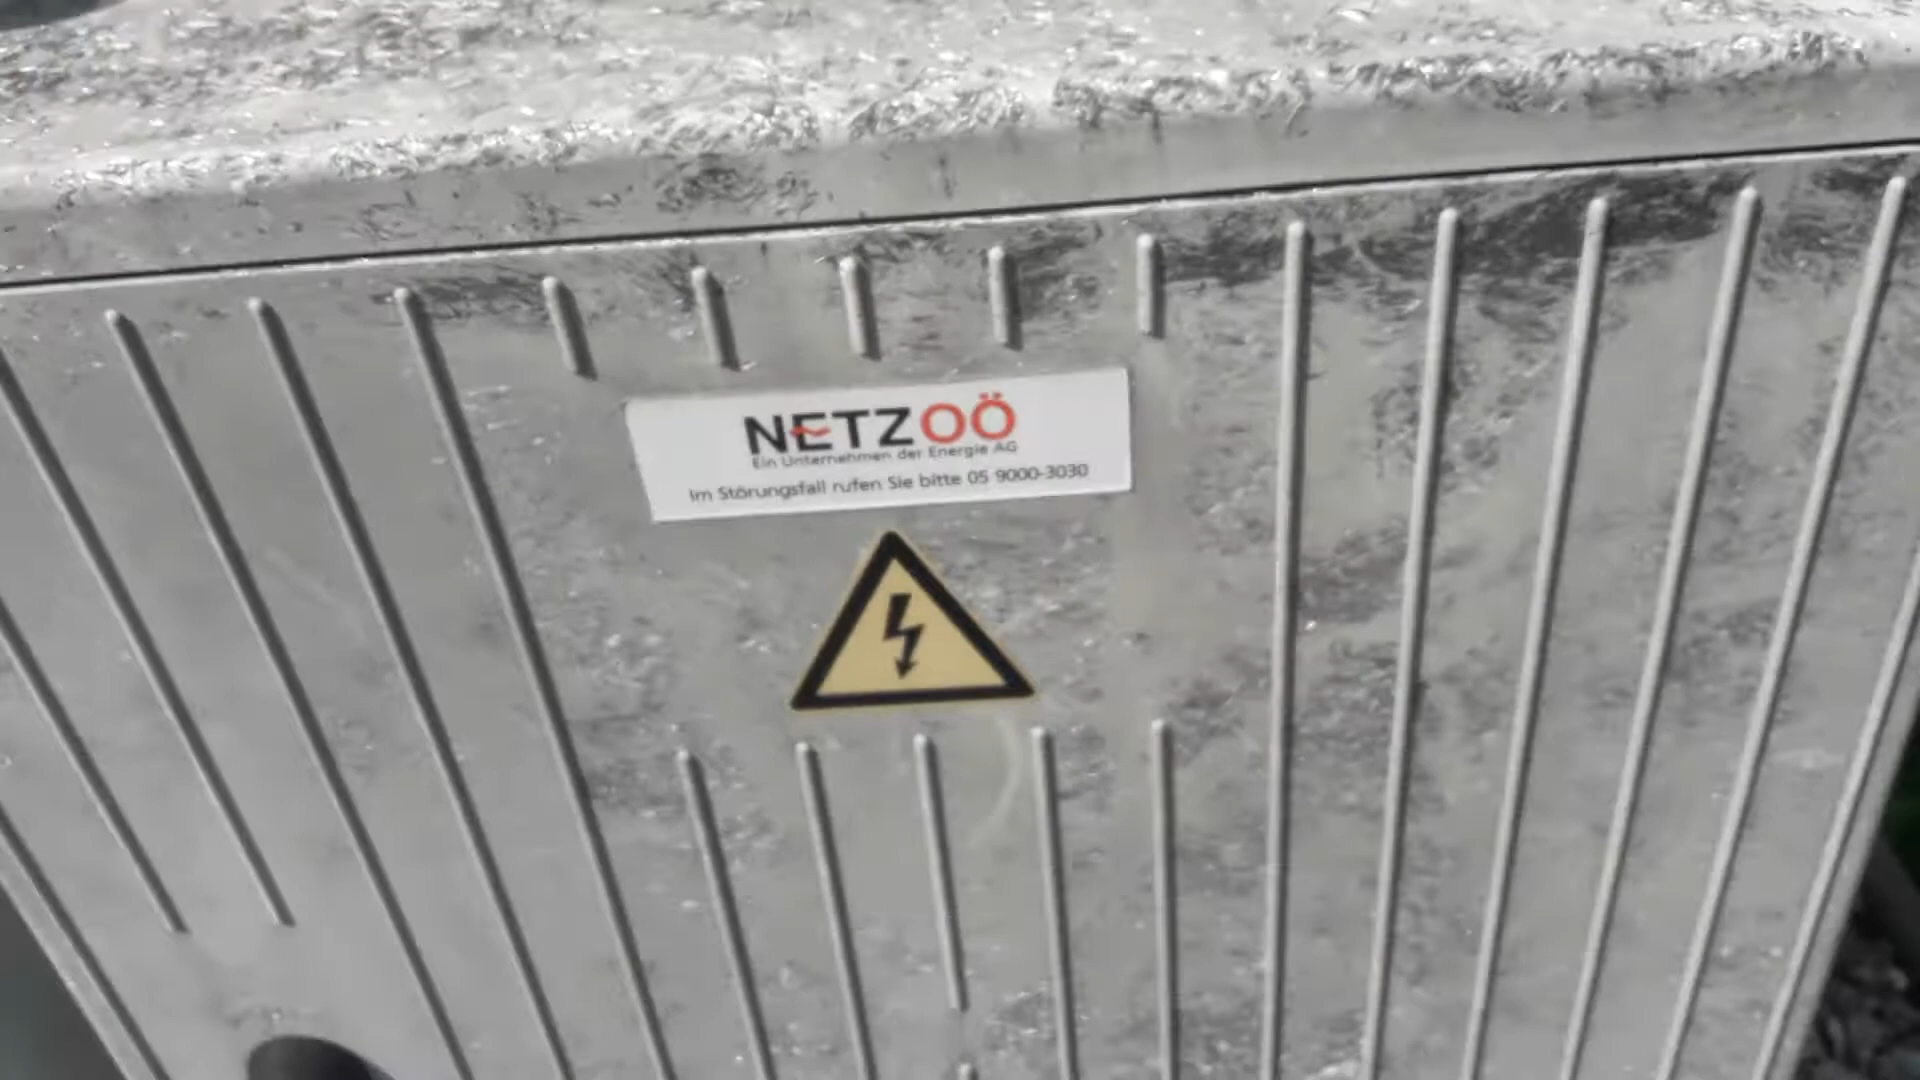 NETZOÖ
Ein Unternehmen der Energie AG
Im Störungsfall rufen Sie bitte 05 9000-3030